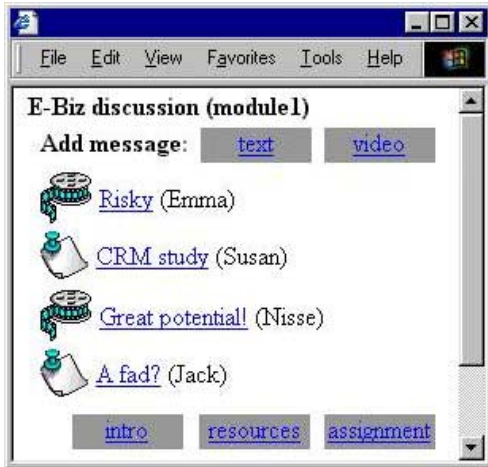 File Edit View Favorites Tools Help
E-Biz discussion (module1)
Add message: text video
Risky (Emma)
CRM study (Susan)
Great potential! (Nisse)
A fad? (Jack)
intro resources assignment